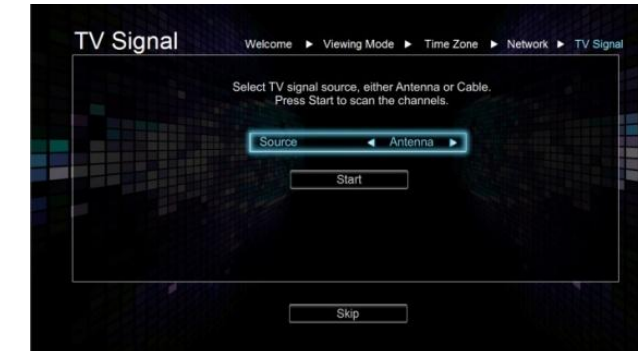 TV Signal
Welcome ▶ Viewing Mode ▶ Time Zone ▶ Network ▶ TV Signal
Select TV signal source, either Antenna or Cable.
Press Start to scan the channels.
Source ◀ Antenna ▶
Start
Skip